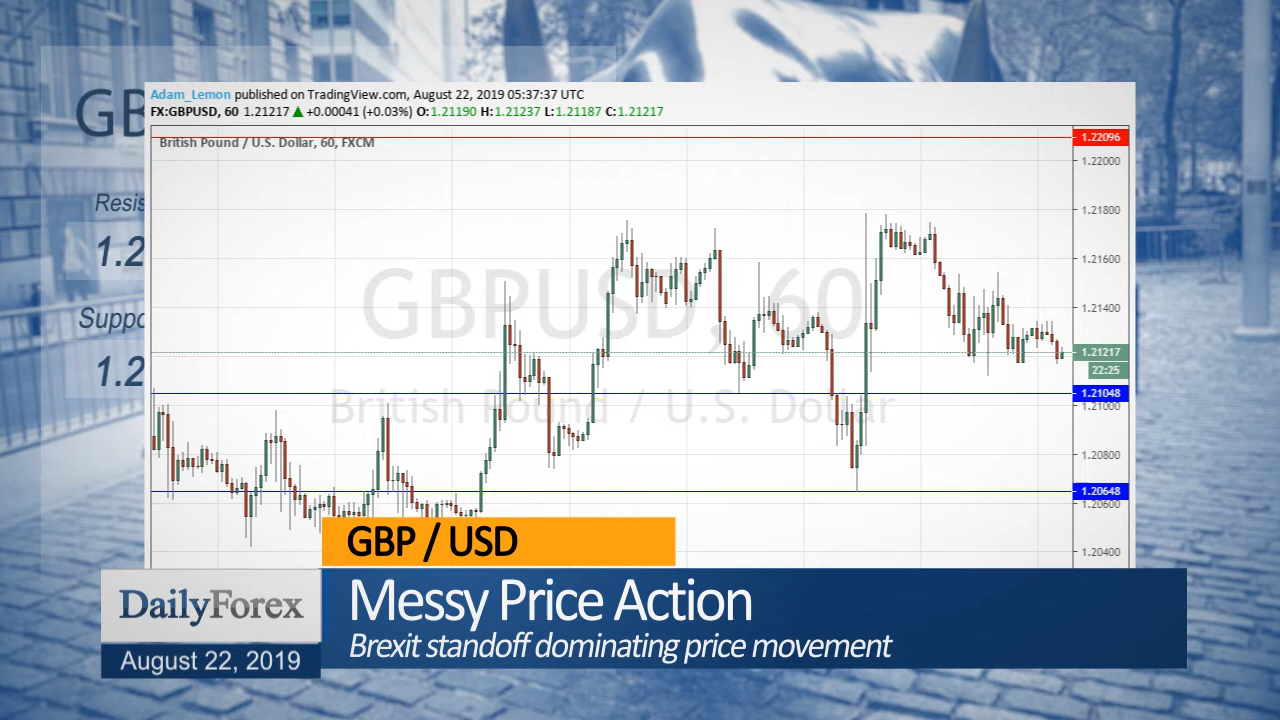 Adam_Lemon published on TradingView.com, August 22, 2019 05:37:37 UTC
FX:GBPUSD, 60 1.21217 ▲ +0.00041 (+0.03%) O:1.21190 H:1.21237 L:1.21187 C:1.21217
British Pound / U.S. Dollar, 60, FXCM
GBPUSD, 60
British Pound / U.S. Dollar
1.22096
1.22000
1.21800
1.21600
1.21400
1.21217
22:25
1.21048
1.21000
1.20800
1.20648
1.20600
1.20400
GB
1.2
1.2
GBP / USD
Messy Price Action
Brexit standoff dominating price movement
DailyForex
August 22, 2019